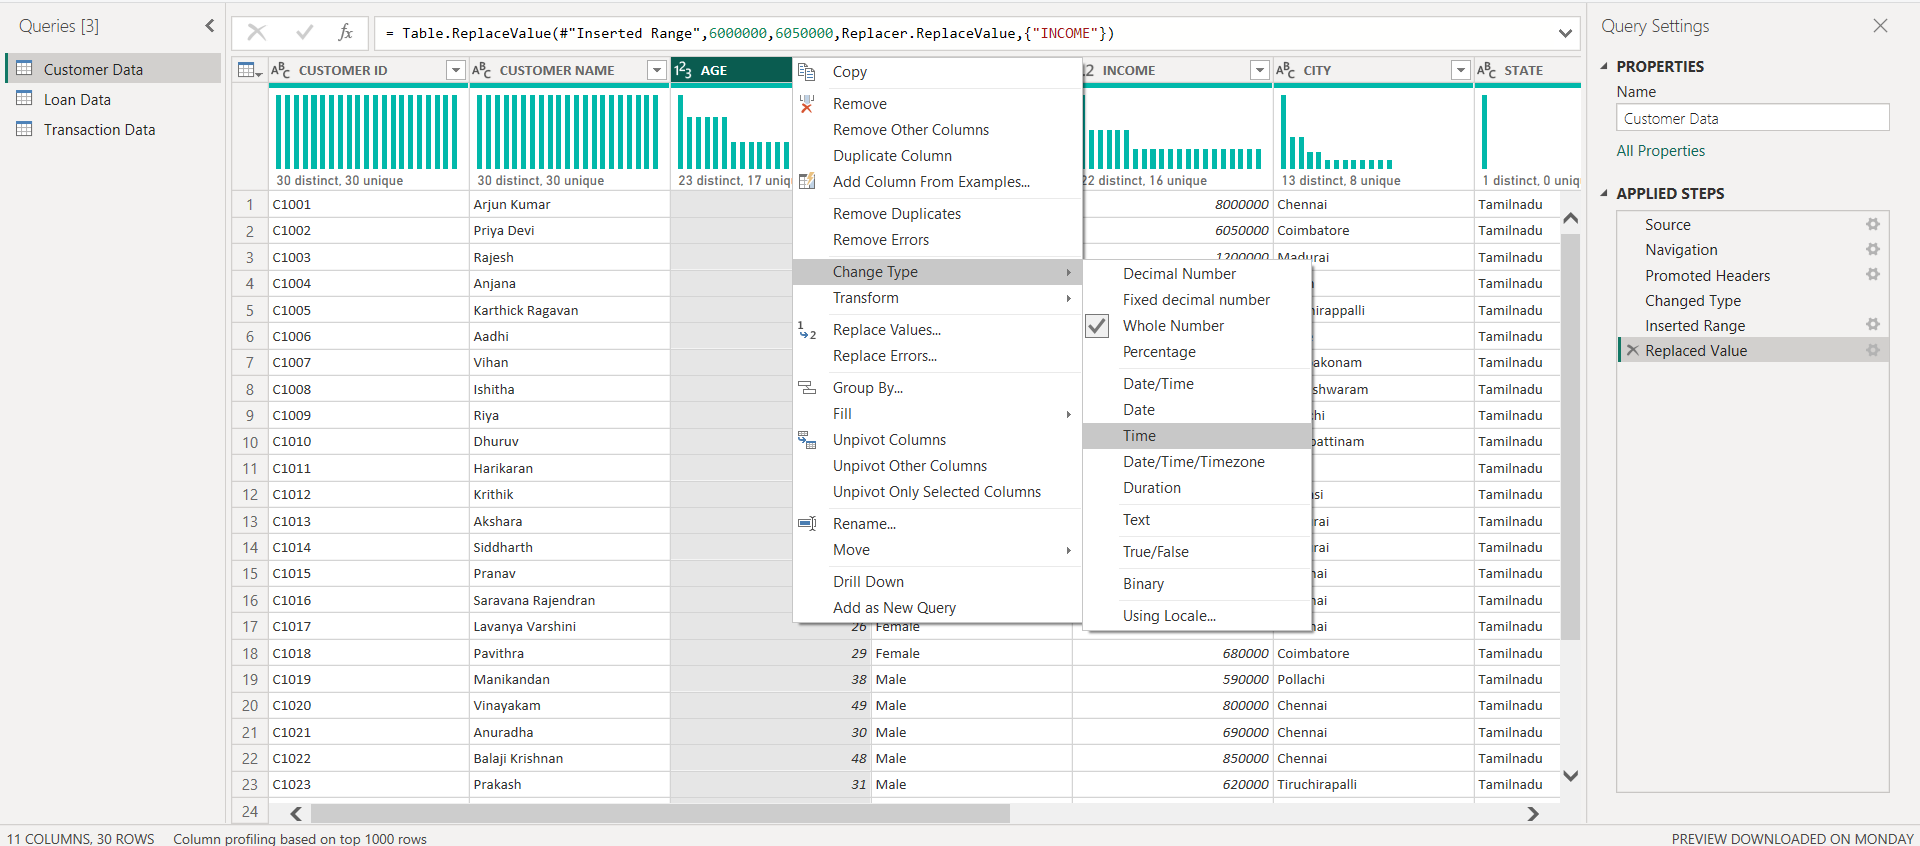 Queries [3]
Customer Data
Loan Data
Transaction Data
fx
= Table.ReplaceValue(#"Inserted Range",6000000,6050000,Replacer.ReplaceValue,{"INCOME"})
ABC CUSTOMER ID ABC CUSTOMER NAME 123 AGE INCOME ABC CITY ABC STATE
30 distinct, 30 unique 30 distinct, 30 unique 23 distinct, 17 uniq 22 distinct, 16 unique 13 distinct, 8 unique 1 distinct, 0 uniq
1 C1001 Arjun Kumar 8000000 Chennai Tamilnadu
2 C1002 Priya Devi 6050000 Coimbatore Tamilnadu
3 C1003 Rajesh 1200000 Madurai Tamilnadu
4 C1004 Anjana Tamilnadu
5 C1005 Karthick Ragavan hirappalli Tamilnadu
6 C1006 Aadhi Tamilnadu
7 C1007 Vihan akonam Tamilnadu
8 C1008 Ishitha shwaram Tamilnadu
9 C1009 Riya hi Tamilnadu
10 C1010 Dhuruv pattinam Tamilnadu
11 C1011 Harikaran Tamilnadu
12 C1012 Krithik si Tamilnadu
13 C1013 Akshara rai Tamilnadu
14 C1014 Siddharth rai Tamilnadu
15 C1015 Pranav nai Tamilnadu
16 C1016 Saravana Rajendran nai Tamilnadu
17 C1017 Lavanya Varshini 26 Female nai Tamilnadu
18 C1018 Pavithra 29 Female 680000 Coimbatore Tamilnadu
19 C1019 Manikandan 38 Male 590000 Pollachi Tamilnadu
20 C1020 Vinayakam 49 Male 800000 Chennai Tamilnadu
21 C1021 Anuradha 30 Male 690000 Chennai Tamilnadu
22 C1022 Balaji Krishnan 48 Male 850000 Chennai Tamilnadu
23 C1023 Prakash 31 Male 620000 Tiruchirapalli Tamilnadu
24
Copy
Remove
Remove Other Columns
Duplicate Column
Add Column From Examples...
Remove Duplicates
Remove Errors
Change Type
Transform
Replace Values...
Replace Errors...
Group By...
Fill
Unpivot Columns
Unpivot Other Columns
Unpivot Only Selected Columns
Rename...
Move
Drill Down
Add as New Query
Decimal Number
Fixed decimal number
Whole Number
Percentage
Date/Time
Date
Time
Date/Time/Timezone
Duration
Text
True/False
Binary
Using Locale...
Query Settings
PROPERTIES
Name
Customer Data
All Properties
APPLIED STEPS
Source
Navigation
Promoted Headers
Changed Type
Inserted Range
Replaced Value
11 COLUMNS, 30 ROWS Column profiling based on top 1000 rows
PREVIEW DOWNLOADED ON MONDAY